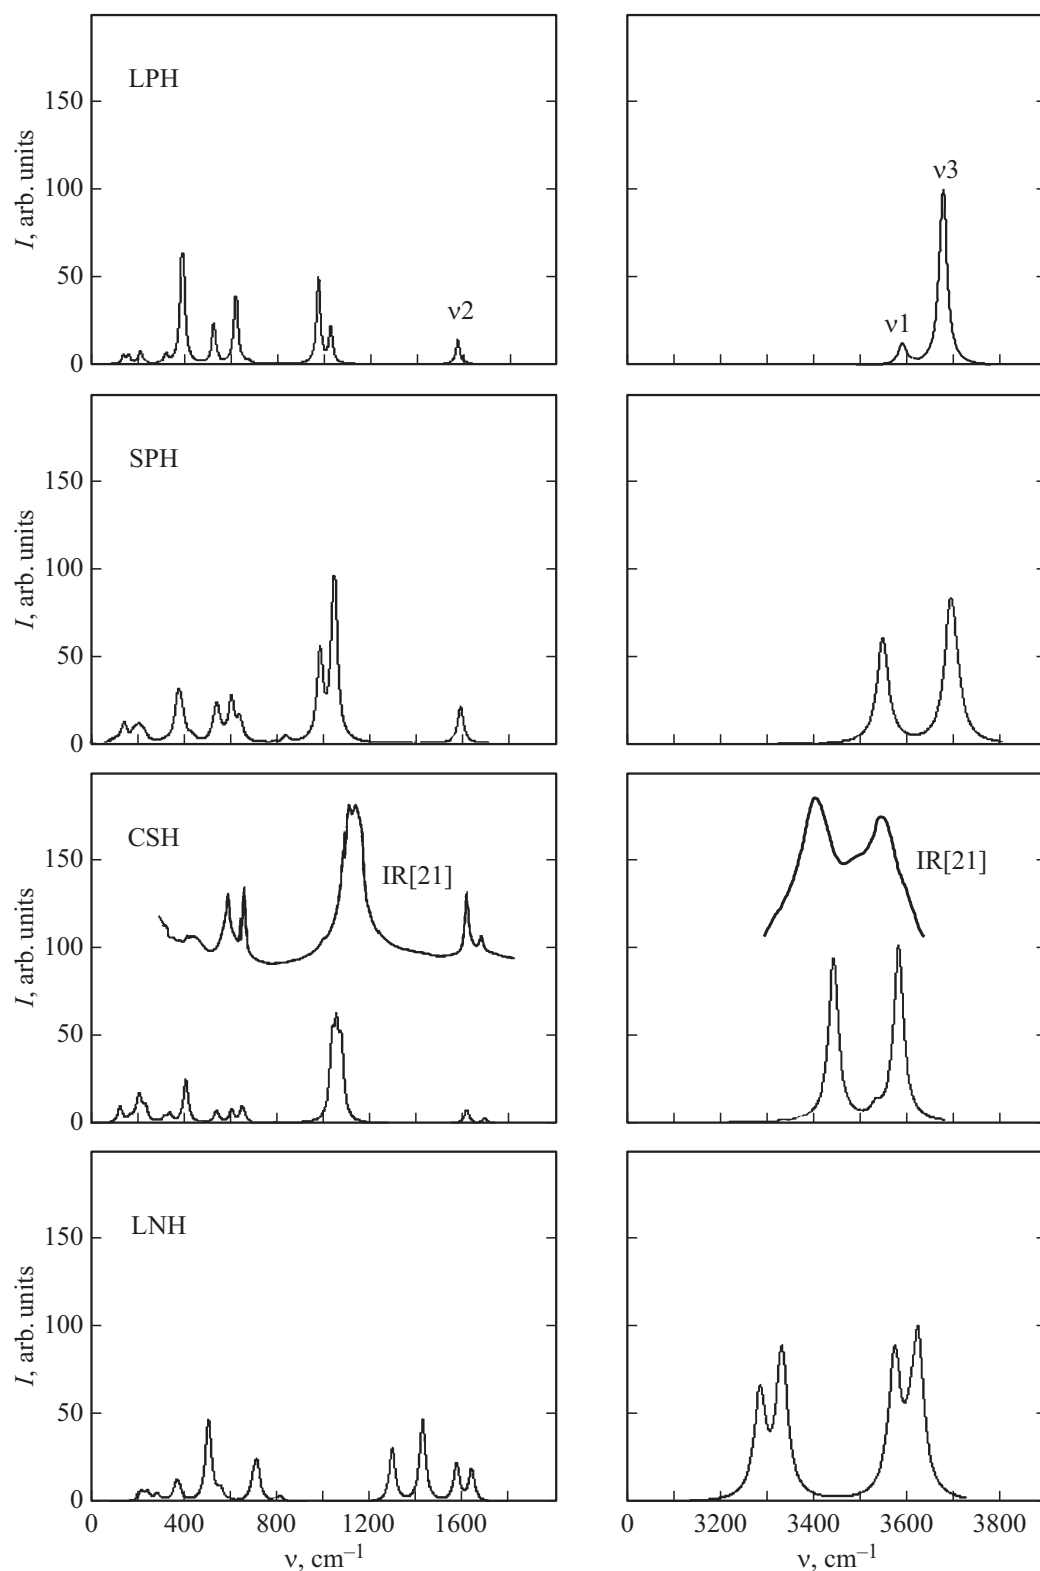 LPH
150
100
50
0
I, arb. units
ν2
ν1
ν3
SPH
150
100
50
0
I, arb. units
CSH
150
100
50
0
I, arb. units
IR[21]
IR[21]
LNH
150
100
50
0
I, arb. units
0 400 800 1200 1600
ν, cm⁻¹
0 3200 3400 3600 3800
ν, cm⁻¹